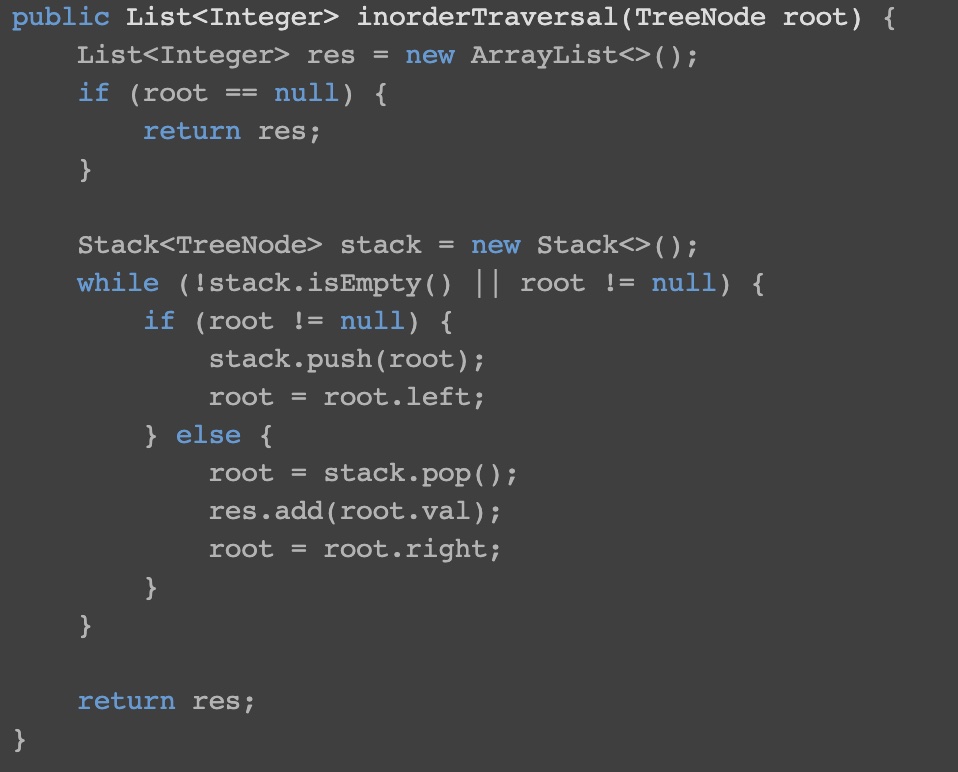 public List<Integer> inorderTraversal(TreeNode root) {
    List<Integer> res = new ArrayList<>();
    if (root == null) {
        return res;
    }

    Stack<TreeNode> stack = new Stack<>();
    while (!stack.isEmpty() || root != null) {
        if (root != null) {
            stack.push(root);
            root = root.left;
        } else {
            root = stack.pop();
            res.add(root.val);
            root = root.right;
        }
    }

    return res;
}